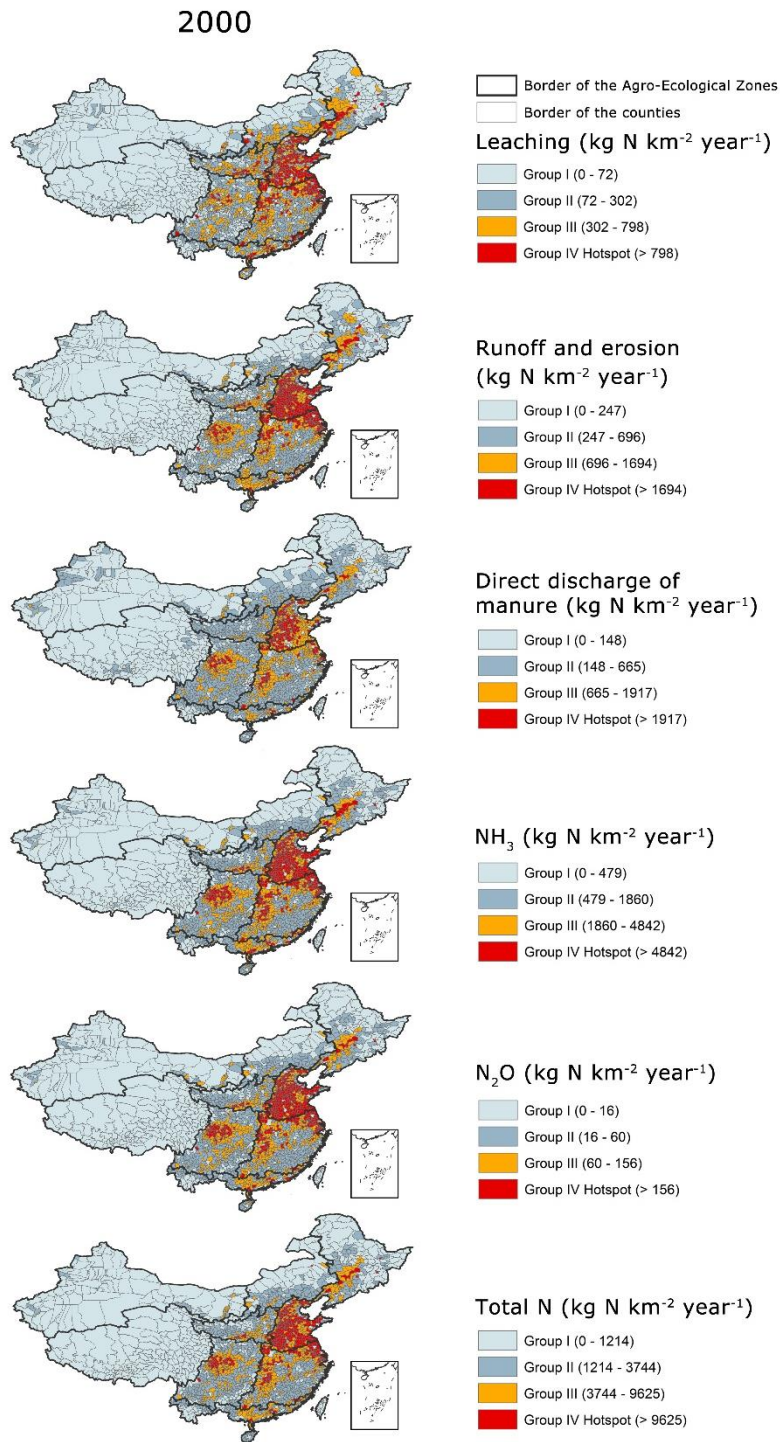 2000
Border of the Agro-Ecological Zones
Border of the counties
Leaching (kg N km⁻² year⁻¹)
Group I (0 - 72)
Group II (72 - 302)
Group III (302 - 798)
Group IV Hotspot (> 798)
Runoff and erosion
(kg N km⁻² year⁻¹)
Group I (0 - 247)
Group II (247 - 696)
Group III (696 - 1694)
Group IV Hotspot (> 1694)
Direct discharge of
manure (kg N km⁻² year⁻¹)
Group I (0 - 148)
Group II (148 - 665)
Group III (665 - 1917)
Group IV Hotspot (> 1917)
NH₃ (kg N km⁻² year⁻¹)
Group I (0 - 479)
Group II (479 - 1860)
Group III (1860 - 4842)
Group IV Hotspot (> 4842)
N₂O (kg N km⁻² year⁻¹)
Group I (0 - 16)
Group II (16 - 60)
Group III (60 - 156)
Group IV Hotspot (> 156)
Total N (kg N km⁻² year⁻¹)
Group I (0 - 1214)
Group II (1214 - 3744)
Group III (3744 - 9625)
Group IV Hotspot (> 9625)